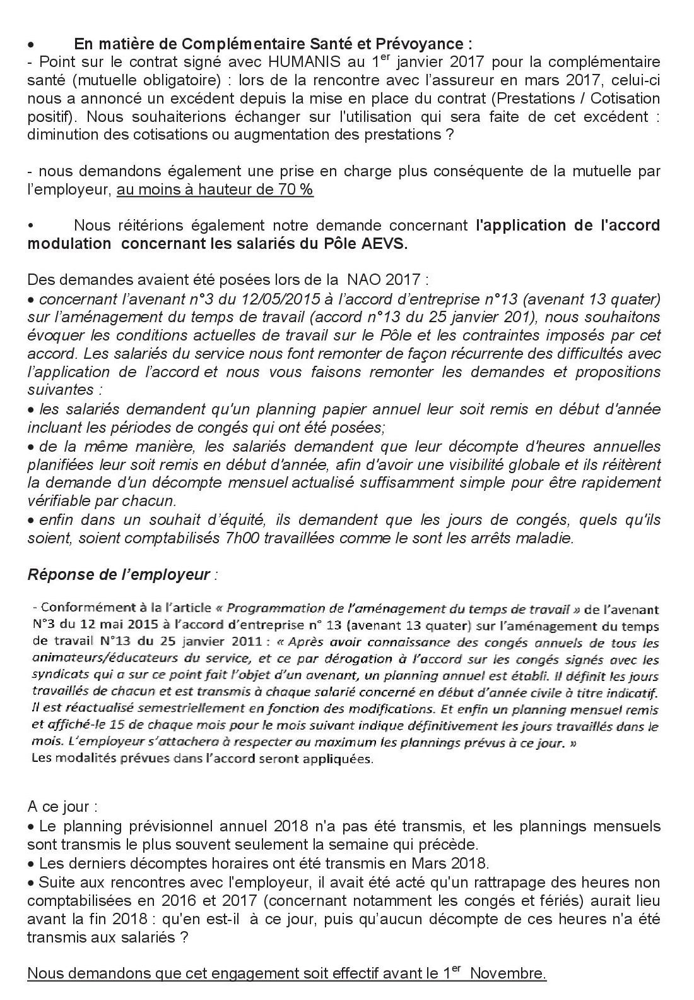 • En matière de Complémentaire Santé et Prévoyance :
- Point sur le contrat signé avec HUMANIS au 1er janvier 2017 pour la complémentaire
santé (mutuelle obligatoire) : lors de la rencontre avec l’assureur en mars 2017, celui-ci
nous a annoncé un excédent depuis la mise en place du contrat (Prestations / Cotisation
positif). Nous souhaiterions échanger sur l'utilisation qui sera faite de cet excédent :
diminution des cotisations ou augmentation des prestations ?
- nous demandons également une prise en charge plus conséquente de la mutuelle par
l’employeur, au moins à hauteur de 70 %
• Nous réitérions également notre demande concernant l'application de l'accord
modulation concernant les salariés du Pôle AEVS.
Des demandes avaient été posées lors de la NAO 2017 :
• concernant l’avenant n°3 du 12/05/2015 à l’accord d’entreprise n°13 (avenant 13 quater)
sur l’aménagement du temps de travail (accord n°13 du 25 janvier 201), nous souhaitons
évoquer les conditions actuelles de travail sur le Pôle et les contraintes imposés par cet
accord. Les salariés du service nous font remonter de façon récurrente des difficultés avec
l’application de l’accord et nous vous faisons remonter les demandes et propositions
suivantes :
• les salariés demandent qu'un planning papier annuel leur soit remis en début d'année
incluant les périodes de congés qui ont été posées;
• de la même manière, les salariés demandent que leur décompte d'heures annuelles
planifiées leur soit remis en début d'année, afin d'avoir une visibilité globale et ils réitèrent
la demande d'un décompte mensuel actualisé suffisamment simple pour être rapidement
vérifiable par chacun.
• enfin dans un souhait d’équité, ils demandent que les jours de congés, quels qu'ils
soient, soient comptabilisés 7h00 travaillées comme le sont les arrêts maladie.
Réponse de l’employeur :
- Conformément à la l’article « Programmation de l’aménagement du temps de travail » de l’avenant
N°3 du 12 mai 2015 à l’accord d’entreprise n° 13 (avenant 13 quater) sur l’aménagement du temps
de travail N°13 du 25 janvier 2011 : « Après avoir connaissance des congés annuels de tous les
animateurs/éducateurs du service, et ce par dérogation à l’accord sur les congés signés avec les
syndicats qui a sur ce point fait l’objet d’un avenant, un planning annuel est établi. Il définit les jours
travaillés de chacun et est transmis à chaque salarié concerné en début d’année civile à titre indicatif.
Il est réactualisé semestriellement en fonction des modifications. Et enfin un planning mensuel remis
et affiché-le 15 de chaque mois pour le mois suivant indique définitivement les jours travaillés dans le
mois. L’employeur s’attachera à respecter au maximum les plannings prévus à ce jour. »
Les modalités prévues dans l’accord seront appliquées.
A ce jour :
• Le planning prévisionnel annuel 2018 n'a pas été transmis, et les plannings mensuels
sont transmis le plus souvent seulement la semaine qui précède.
• Les derniers décomptes horaires ont été transmis en Mars 2018.
• Suite aux rencontres avec l'employeur, il avait été acté qu'un rattrapage des heures non
comptabilisées en 2016 et 2017 (concernant notamment les congés et fériés) aurait lieu
avant la fin 2018 : qu'en est-il à ce jour, puis qu’aucun décompte de ces heures n'a été
transmis aux salariés ?
Nous demandons que cet engagement soit effectif avant le 1er Novembre.